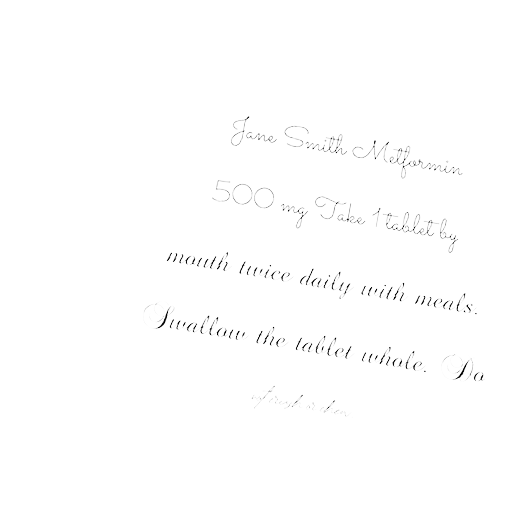 Jane Smith Metformin
500 mg Take 1 tablet by
mouth twice daily with meals.
Swallow the tablet whole. Do